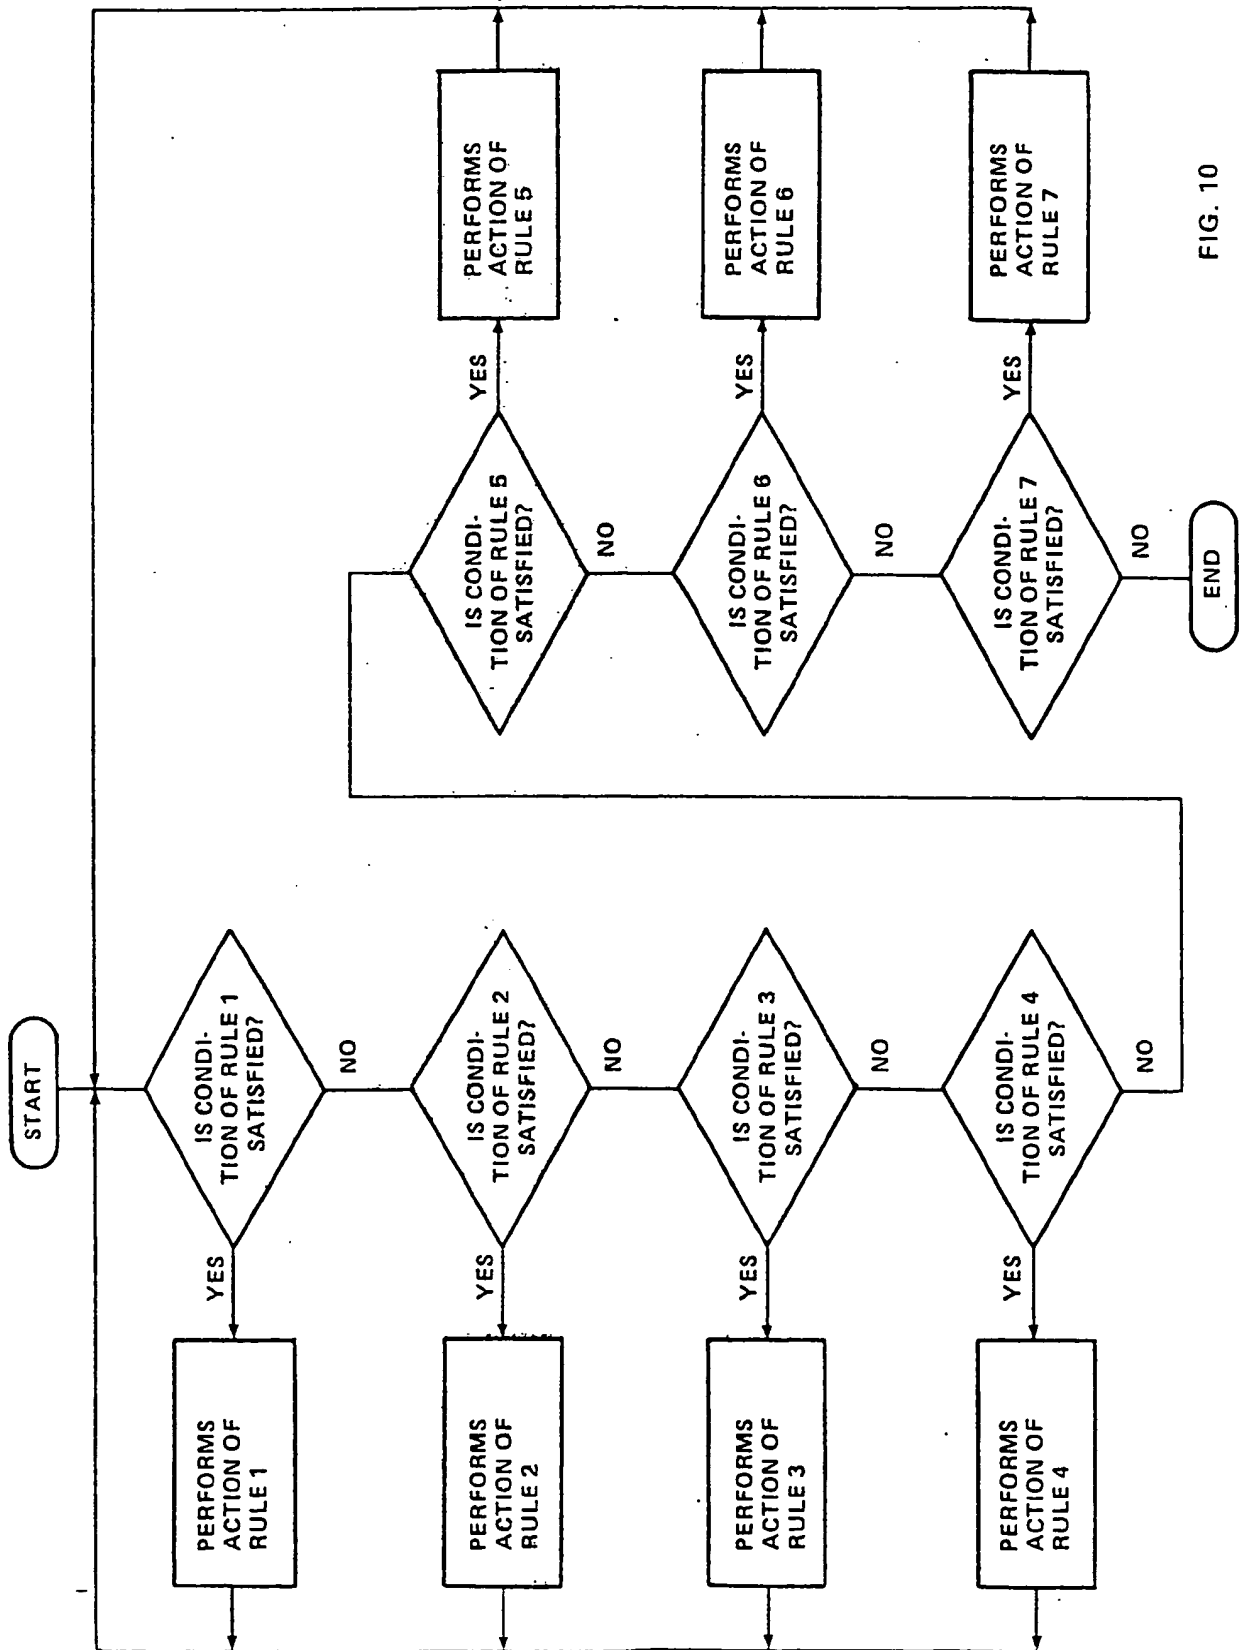 START
IS CONDI-
TION OF RULE 1
SATISFIED?
YES
PERFORMS
ACTION OF
RULE 1
NO
IS CONDI-
TION OF RULE 2
SATISFIED?
YES
PERFORMS
ACTION OF
RULE 2
NO
IS CONDI-
TION OF RULE 3
SATISFIED?
YES
PERFORMS
ACTION OF
RULE 3
NO
IS CONDI-
TION OF RULE 4
SATISFIED?
YES
PERFORMS
ACTION OF
RULE 4
NO
IS CONDI-
TION OF RULE 5
SATISFIED?
YES
PERFORMS
ACTION OF
RULE 5
NO
IS CONDI-
TION OF RULE 6
SATISFIED?
YES
PERFORMS
ACTION OF
RULE 6
NO
IS CONDI-
TION OF RULE 7
SATISFIED?
YES
PERFORMS
ACTION OF
RULE 7
NO
END
FIG. 10